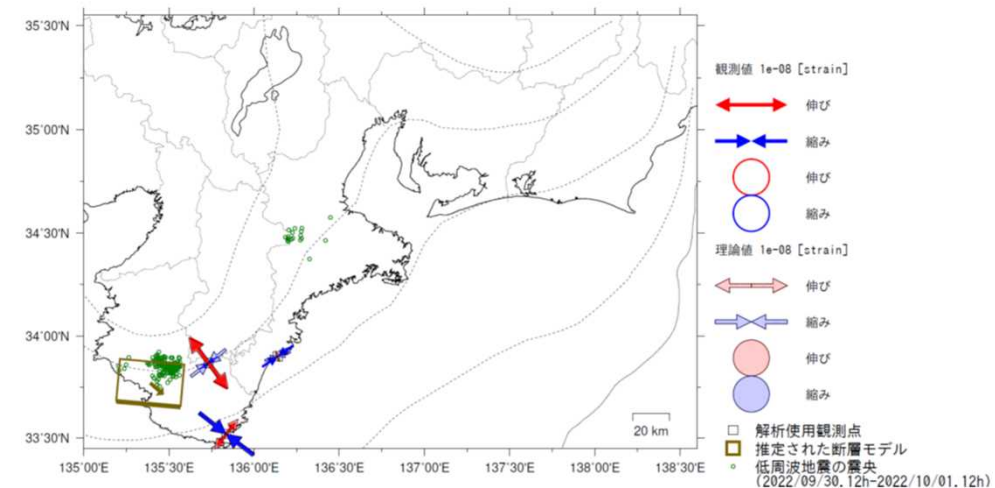 35°30'N
35°00'N
34°30'N
34°00'N
33°30'N
135°00'E
135°30'E
136°00'E
136°30'E
137°00'E
137°30'E
138°00'E
138°30'E
20 km
観測値 1e-08 [strain]
伸び
縮み
伸び
縮み
理論値 1e-08 [strain]
伸び
縮み
伸び
縮み
解析使用観測点
推定された断層モデル
低周波地震の震央
(2022/09/30.12h-2022/10/01.12h)